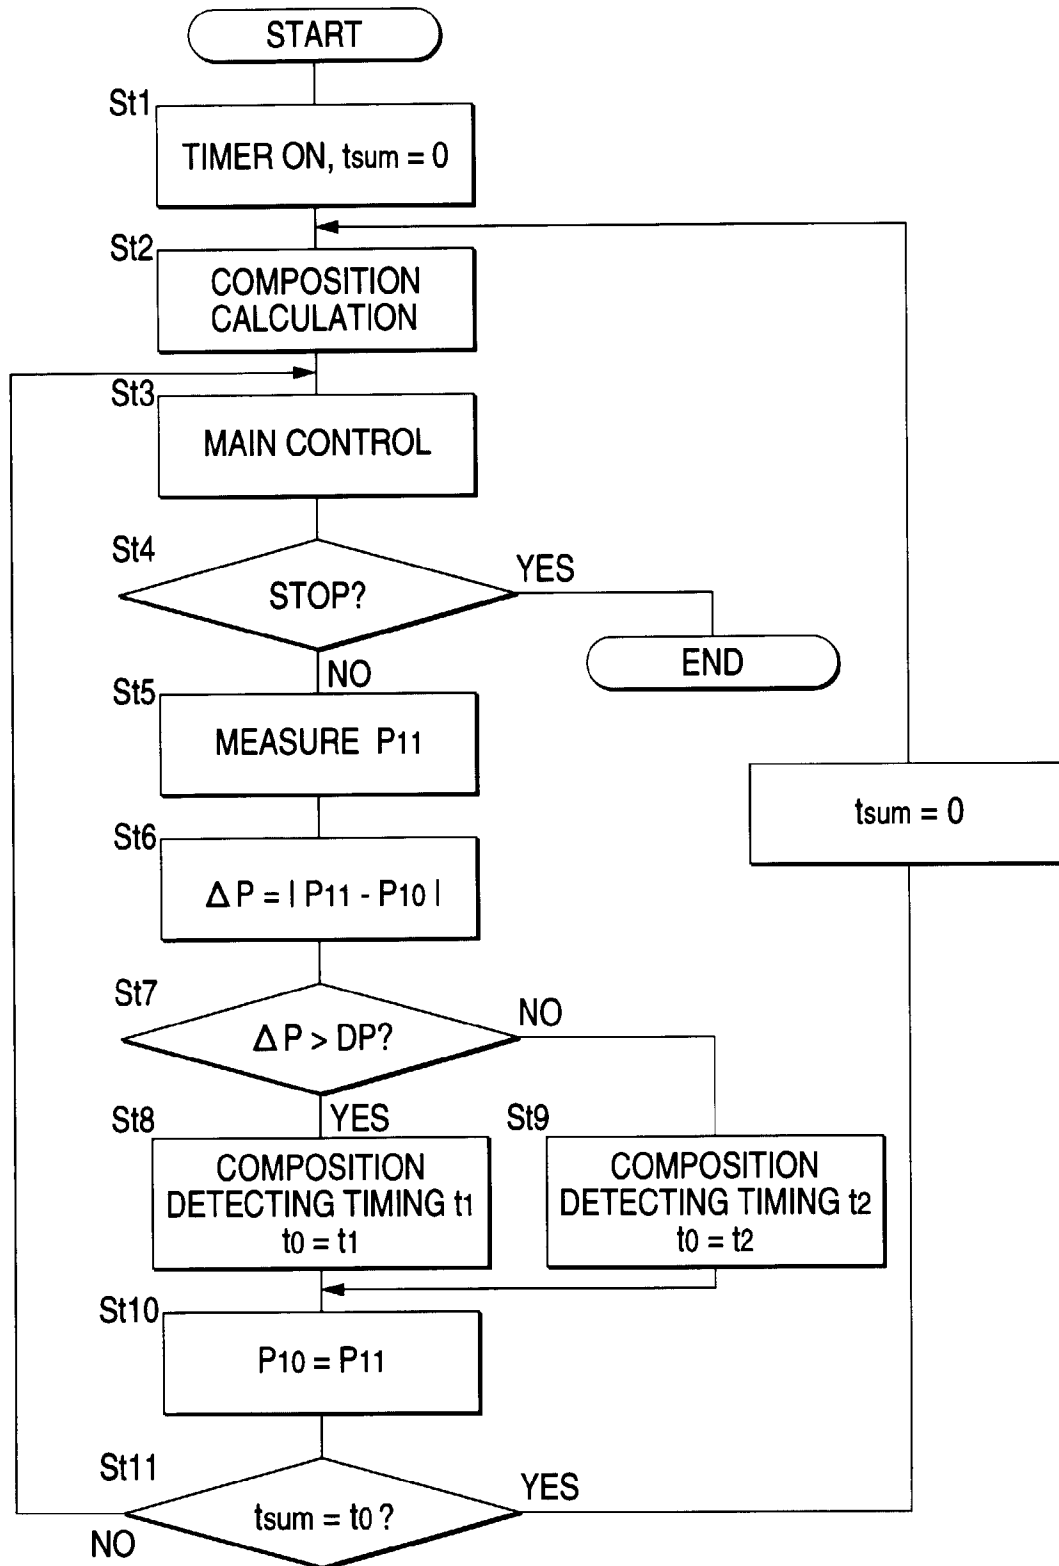 START
St1
TIMER ON, tsum = 0
St2
COMPOSITION
CALCULATION
St3
MAIN CONTROL
St4
STOP?
YES
END
NO
St5
MEASURE P11
tsum = 0
St6
Δ P = | P11 - P10 |
St7
Δ P > DP?
NO
St8
YES
COMPOSITION
DETECTING TIMING t1
t0 = t1
St9
COMPOSITION
DETECTING TIMING t2
t0 = t2
St10
P10 = P11
St11
tsum = t0 ?
YES
NO